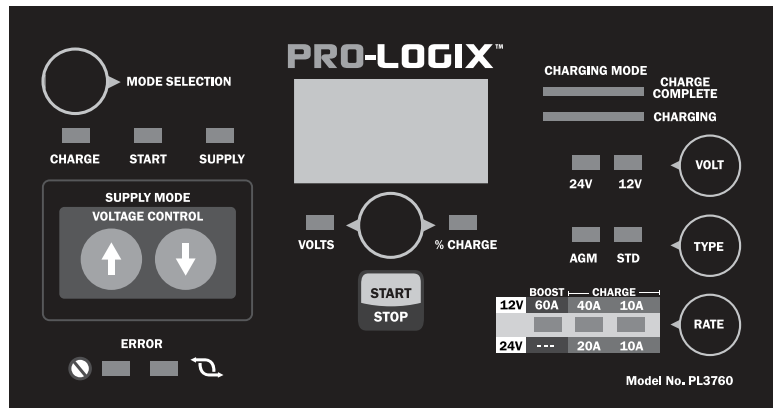 PRO-LOGIX™
MODE SELECTION
CHARGE START SUPPLY
SUPPLY MODE
VOLTAGE CONTROL
ERROR
VOLTS % CHARGE
START
STOP
CHARGING MODE
CHARGE
COMPLETE
CHARGING
VOLT
24V 12V
TYPE
AGM STD
BOOST CHARGE
12V 60A 40A 10A
RATE
24V --- 20A 10A
Model No. PL3760